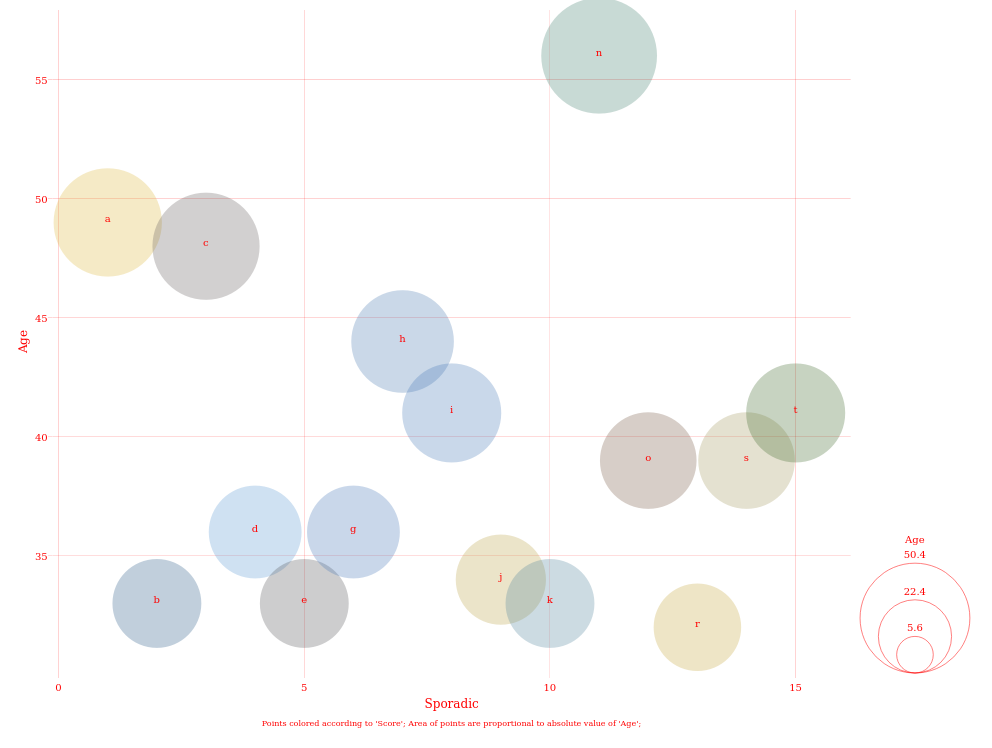 n
55
50
a
c
45
h
Age
i
t
40
o
s
d
g
35
Age
50.4
j
22.4
b
e
k
r
5.6
0
5
10
15
Sporadic
Points colored according to 'Score'; Area of points are proportional to absolute value of 'Age';